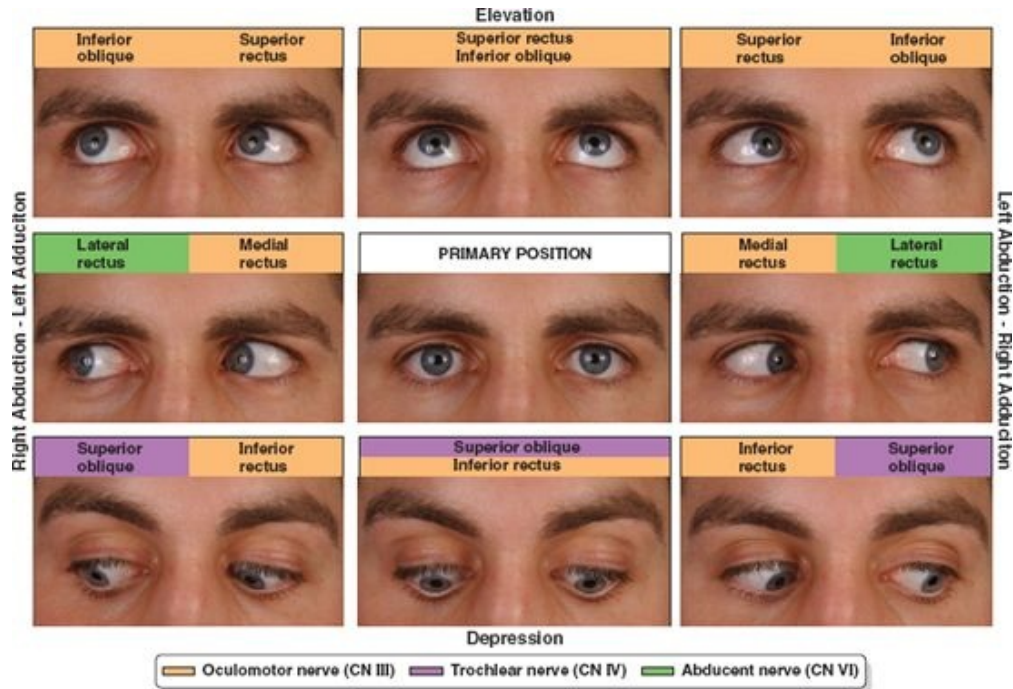 Elevation
Inferior oblique
Superior rectus
Superior rectus
Inferior oblique
Superior rectus
Inferior oblique
Right Abduction - Left Adduciton
Lateral rectus
Medial rectus
PRIMARY POSITION
Medial rectus
Lateral rectus
Left Abduction - Right Adduciton
Superior oblique
Inferior rectus
Superior oblique
Inferior rectus
Inferior rectus
Superior oblique
Depression
Oculomotor nerve (CN III) Trochlear nerve (CN IV) Abducent nerve (CN VI)